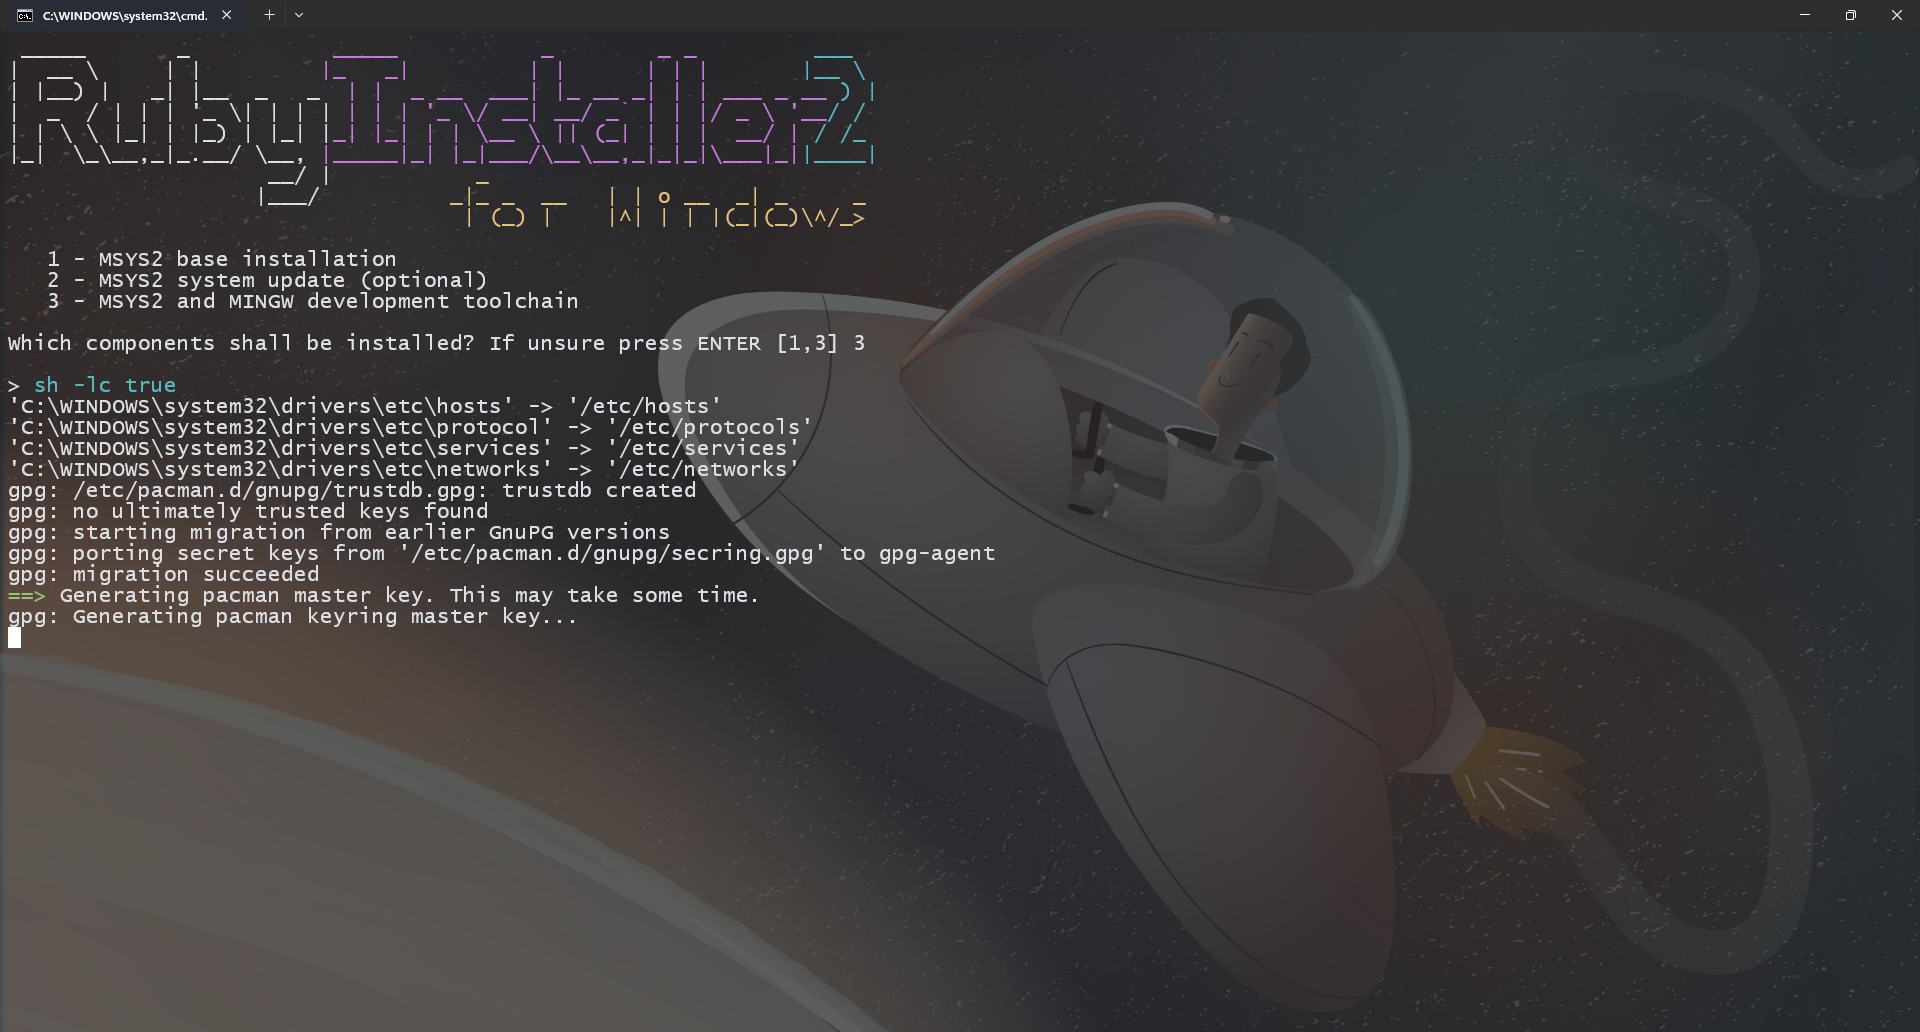 C:\WINDOWS\system32\cmd.
RubyInstaller2
for Windows
1 - MSYS2 base installation
2 - MSYS2 system update (optional)
3 - MSYS2 and MINGW development toolchain
Which components shall be installed? If unsure press ENTER [1,3] 3
> sh -lc true
'C:\WINDOWS\system32\drivers\etc\hosts' -> '/etc/hosts'
'C:\WINDOWS\system32\drivers\etc\protocol' -> '/etc/protocols'
'C:\WINDOWS\system32\drivers\etc\services' -> '/etc/services'
'C:\WINDOWS\system32\drivers\etc\networks' -> '/etc/networks'
gpg: /etc/pacman.d/gnupg/trustdb.gpg: trustdb created
gpg: no ultimately trusted keys found
gpg: starting migration from earlier GnuPG versions
gpg: porting secret keys from '/etc/pacman.d/gnupg/secring.gpg' to gpg-agent
gpg: migration succeeded
==> Generating pacman master key. This may take some time.
gpg: Generating pacman keyring master key...